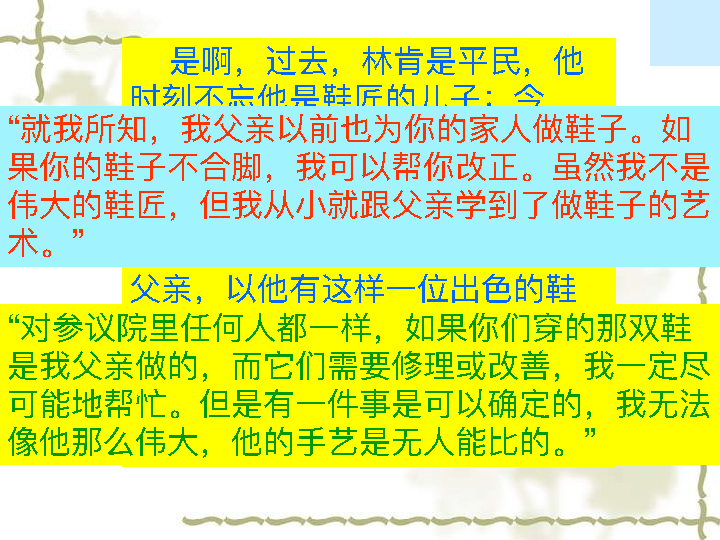 是啊，过去，林肯是平民，他
时刻不忘他是鞋匠的儿子；今
“就我所知，我父亲以前也为你的家人做鞋子。如
果你的鞋子不合脚，我可以帮你改正。虽然我不是
伟大的鞋匠，但我从小就跟父亲学到了做鞋子的艺
术。”
父亲，以他有这样一位出色的鞋
“对参议院里任何人都一样，如果你们穿的那双鞋
是我父亲做的，而它们需要修理或改善，我一定尽
可能地帮忙。但是有一件事是可以确定的，我无法
像他那么伟大，他的手艺是无人能比的。”